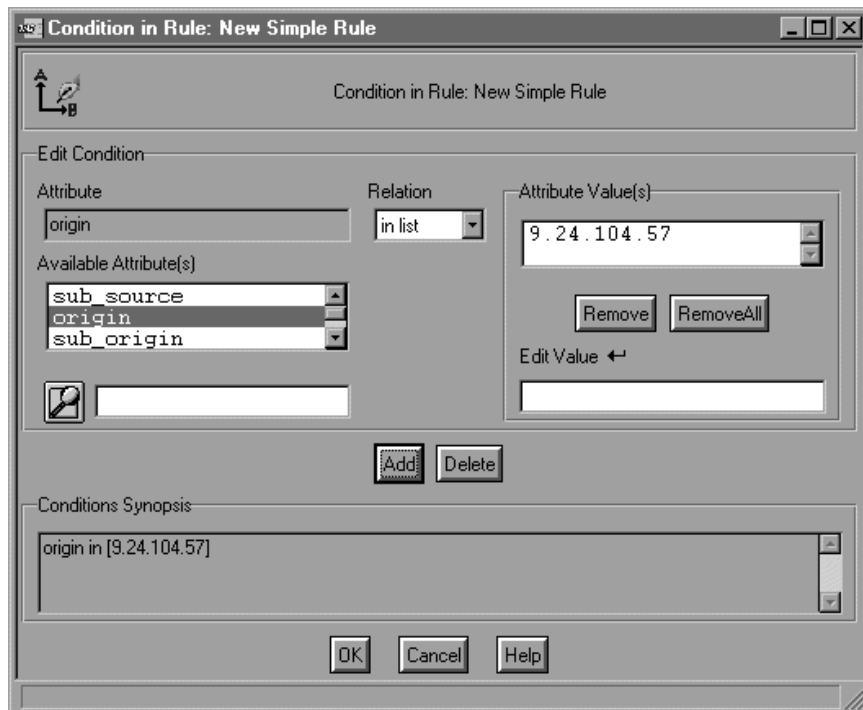 Condition in Rule: New Simple Rule
A
B
Condition in Rule: New Simple Rule
Edit Condition
Attribute
Relation
Attribute Value(s)
origin
in list
9.24.104.57
Available Attribute(s)
sub_source
origin
sub_origin
Remove
RemoveAll
Edit Value
Add
Delete
Conditions Synopsis
origin in [9.24.104.57]
OK
Cancel
Help